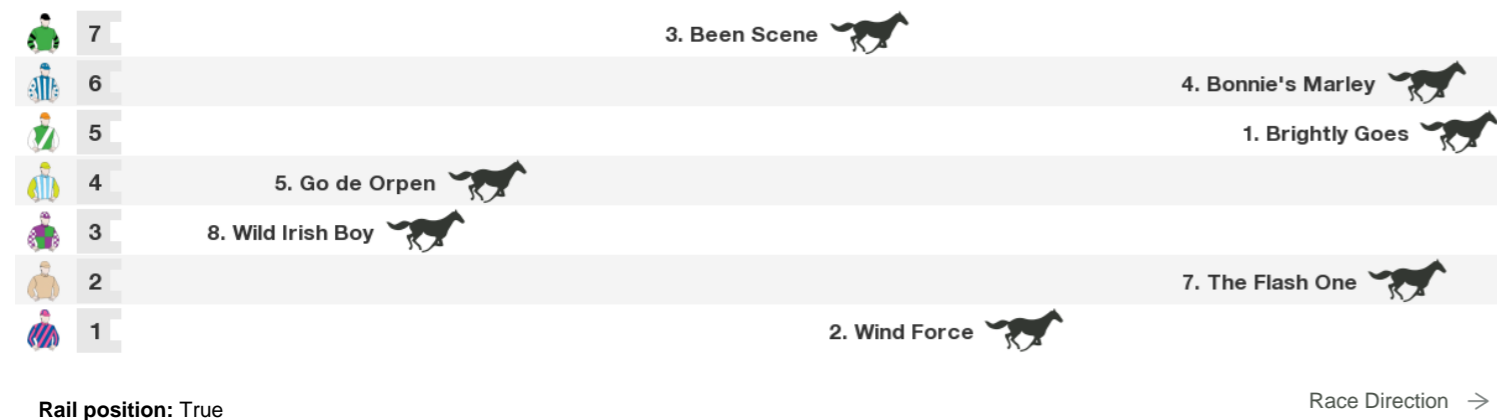 7 3. Been Scene
6 4. Bonnie's Marley
5 1. Brightly Goes
4 5. Go de Orpen
3 8. Wild Irish Boy
2 7. The Flash One
1 2. Wind Force
Rail position: True
Race Direction →